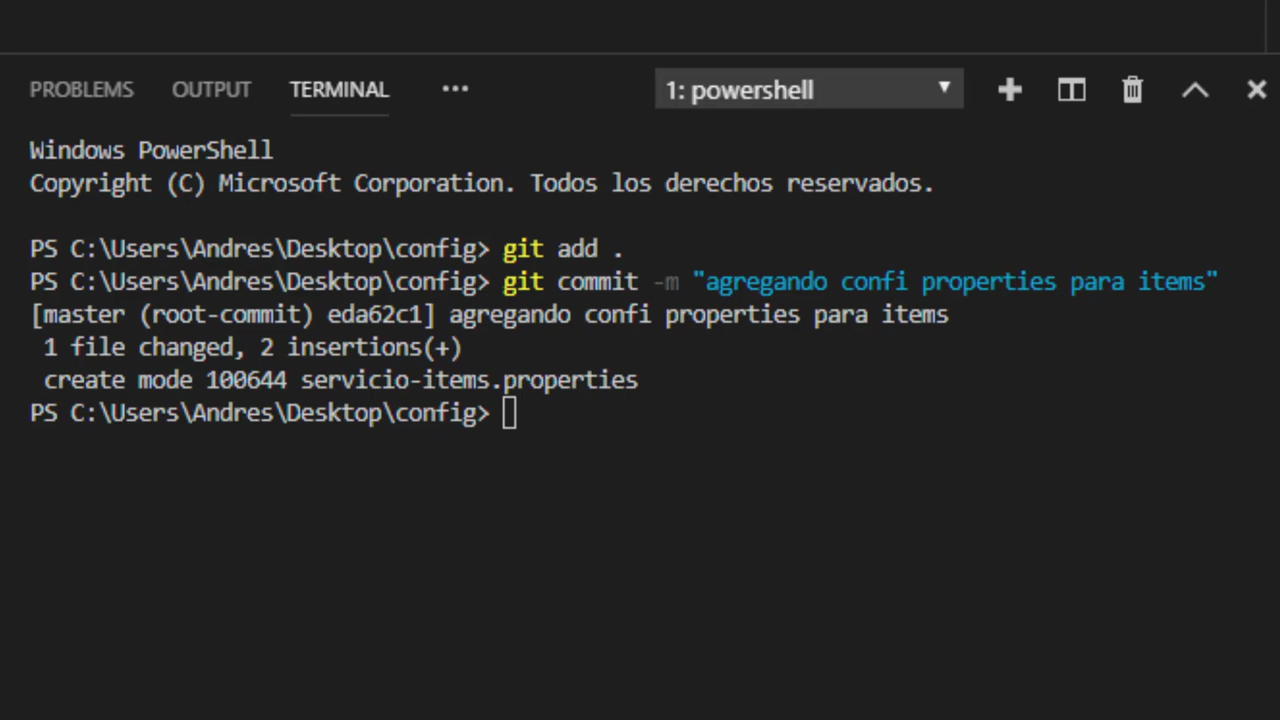 PROBLEMS OUTPUT TERMINAL ••• 1: powershell
Windows PowerShell
Copyright (C) Microsoft Corporation. Todos los derechos reservados.
PS C:\Users\Andres\Desktop\config> git add .
PS C:\Users\Andres\Desktop\config> git commit -m "agregando confi properties para items"
[master (root-commit) eda62c1] agregando confi properties para items
1 file changed, 2 insertions(+)
create mode 100644 servicio-items.properties
PS C:\Users\Andres\Desktop\config>